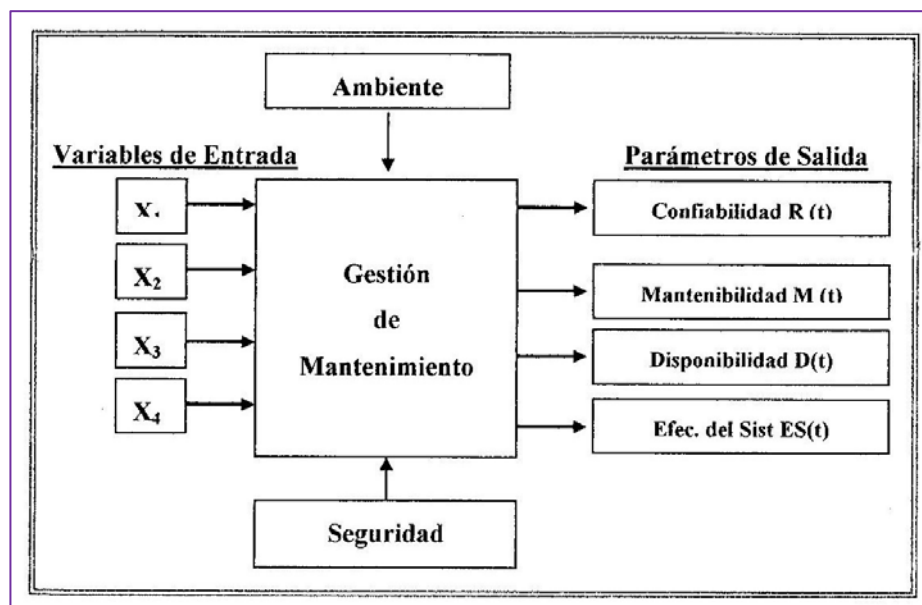 Ambiente
Variables de Entrada
Parámetros de Salida
X₁
X₂
X₃
X₄
Gestión
de
Mantenimiento
Confiabilidad R (t)
Mantenibilidad M (t)
Disponibilidad D(t)
Efec. del Sist ES(t)
Seguridad